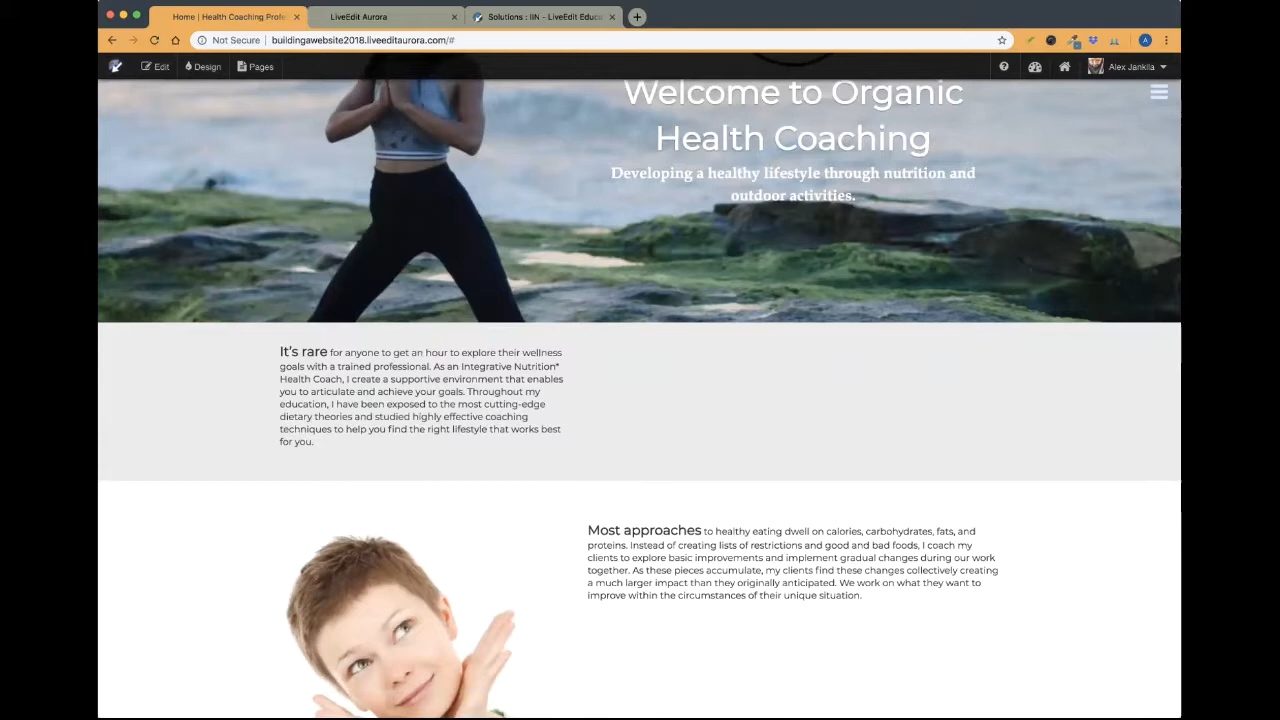 Home | Health Coaching Profe
LiveEdit Aurora
Solutions : IIN - LiveEdit Educa
Not Secure
buildingawebsite2018.liveeditaurora.com/#
A
Edit
Design
Pages
Alex Jankila
Welcome to Organic
Health Coaching
Developing a healthy lifestyle through nutrition and
outdoor activities.
It's rare for anyone to get an hour to explore their wellness
goals with a trained professional. As an Integrative Nutrition*
Health Coach, I create a supportive environment that enables
you to articulate and achieve your goals. Throughout my
education, I have been exposed to the most cutting-edge
dietary theories and studied highly effective coaching
techniques to help you find the right lifestyle that works best
for you.
Most approaches to healthy eating dwell on calories, carbohydrates, fats, and
proteins. Instead of creating lists of restrictions and good and bad foods, I coach my
clients to explore basic improvements and implement gradual changes during our work
together. As these pieces accumulate, my clients find these changes collectively creating
a much larger impact than they originally anticipated. We work on what they want to
improve within the circumstances of their unique situation.